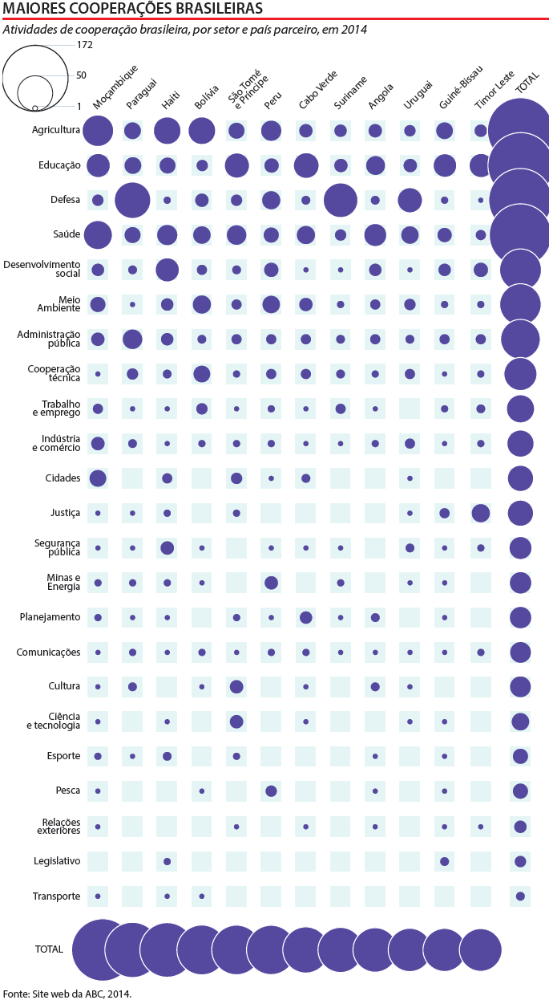 MAIORES COOPERAÇÕES BRASILEIRAS
Atividades de cooperação brasileira, por setor e país parceiro, em 2014
172
50
1
Moçambique
Paraguai
Haiti
Bolívia
São Tomé
e Príncipe
Peru
Cabo Verde
Suriname
Angola
Uruguai
Guiné-Bissau
Timor Leste
TOTAL
Agricultura
Educação
Defesa
Saúde
Desenvolvimento
social
Meio
Ambiente
Administração
pública
Cooperação
técnica
Trabalho
e emprego
Indústria
e comércio
Cidades
Justiça
Segurança
pública
Minas e
Energia
Planejamento
Comunicações
Cultura
Ciência
e tecnologia
Esporte
Pesca
Relações
exteriores
Legislativo
Transporte
TOTAL
Fonte: Site web da ABC, 2014.